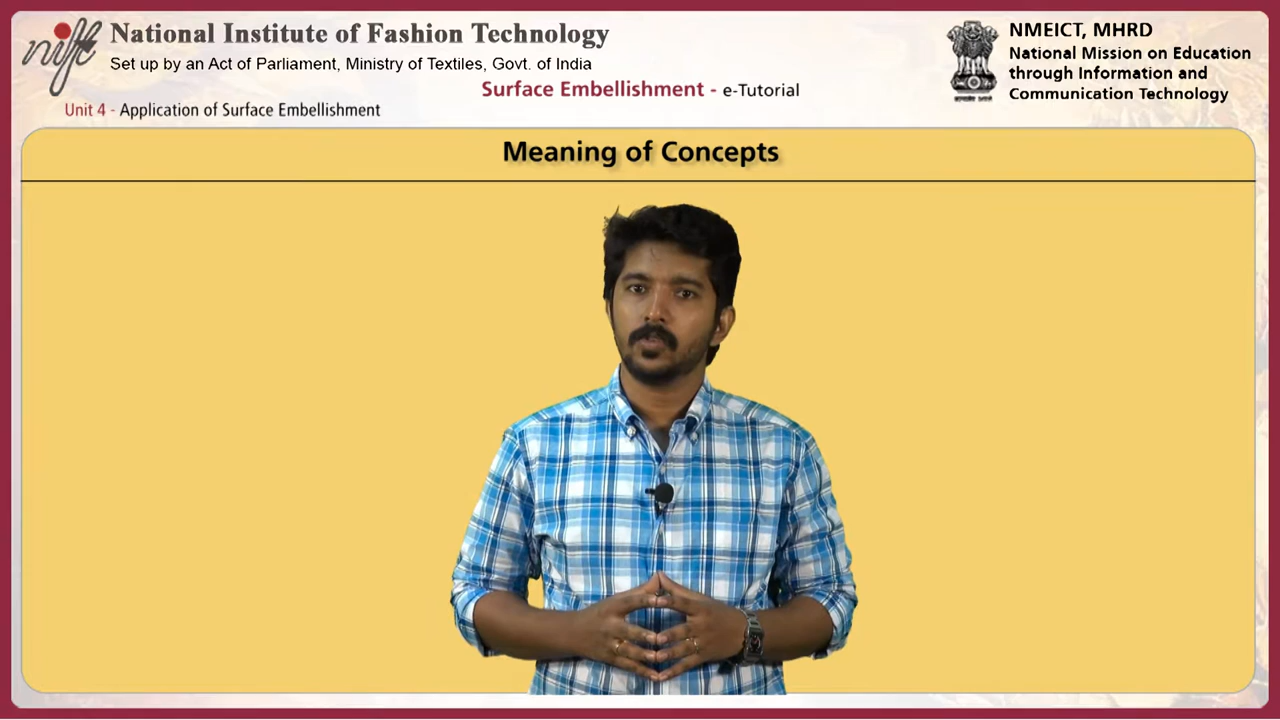 nift
National Institute of Fashion Technology
Set up by an Act of Parliament, Ministry of Textiles, Govt. of India
Surface Embellishment - e-Tutorial
Unit 4 - Application of Surface Embellishment
NMEICT, MHRD
National Mission on Education
through Information and
Communication Technology
Meaning of Concepts